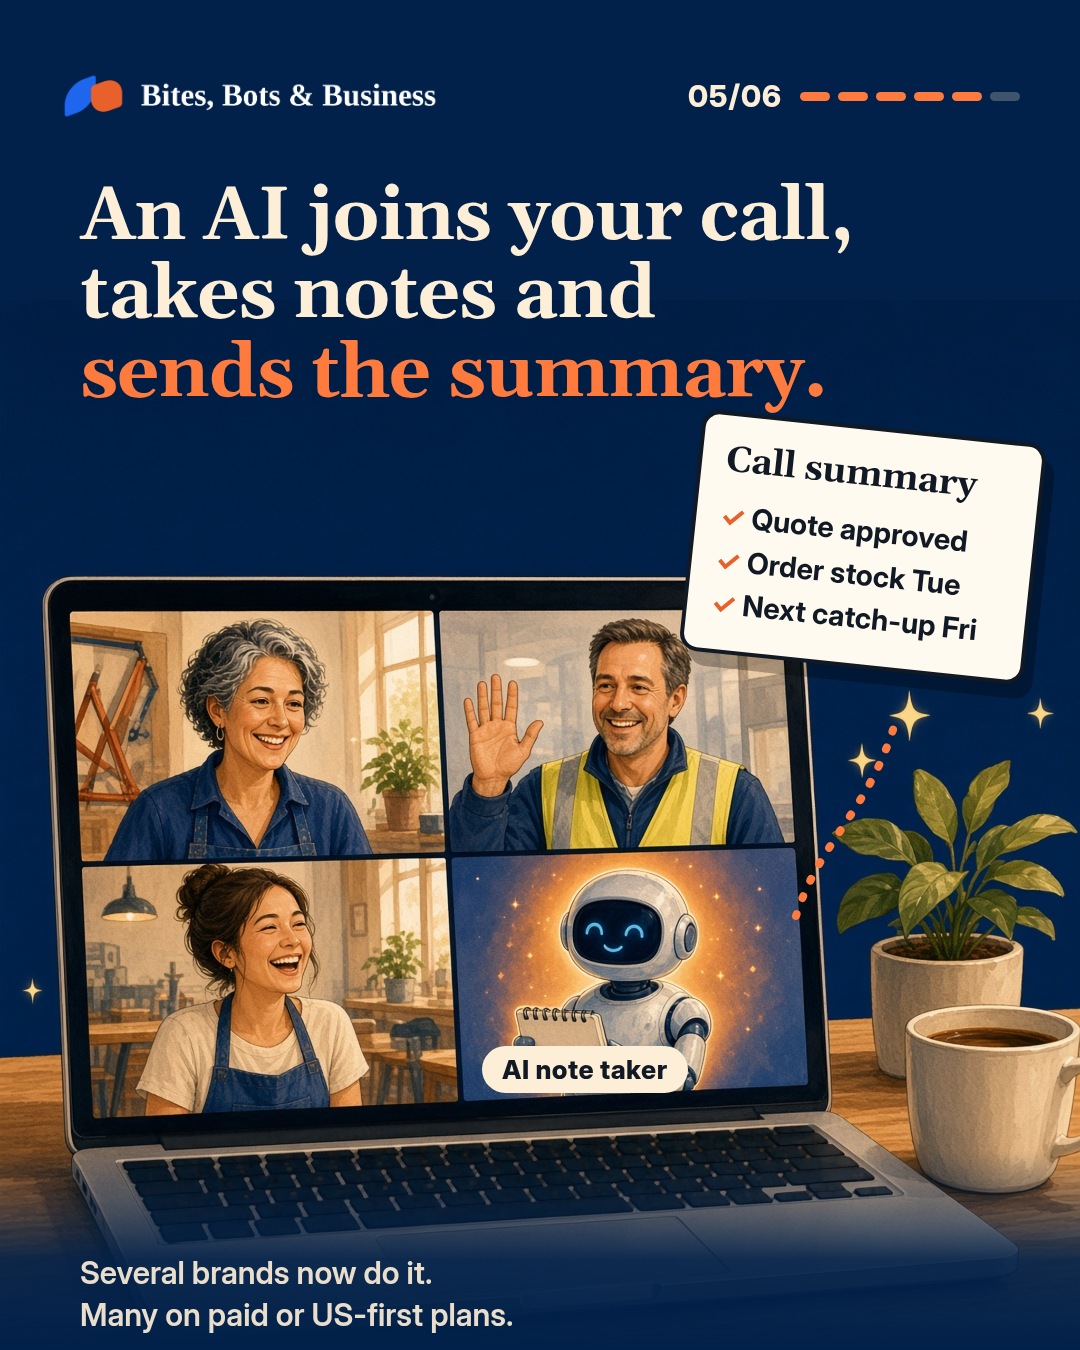 Bites, Bots & Business
05/06
An AI joins your call,
takes notes and
sends the summary.
Call summary
Quote approved
Order stock Tue
Next catch-up Fri
AI note taker
Several brands now do it.
Many on paid or US-first plans.